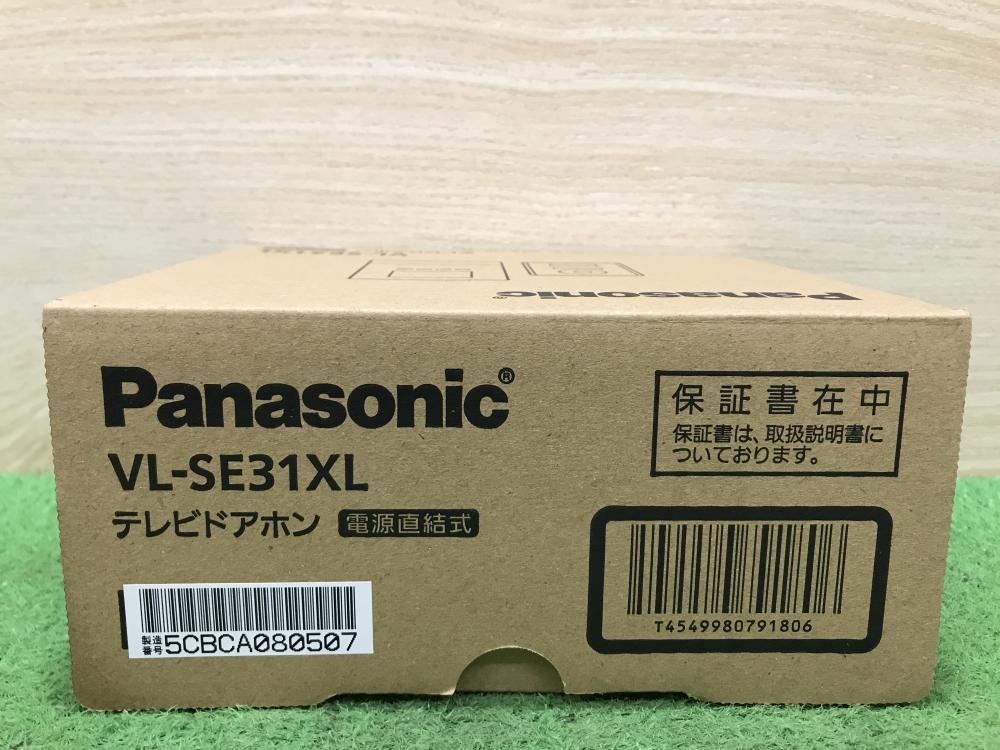 Panasonic®
Panasonic®
VL-SE31XL
テレビドアホン 電源直結式
保証書在中
保証書は、取扱説明書に
ついております。
製造
番号 5CBCA080507
T4549980791806